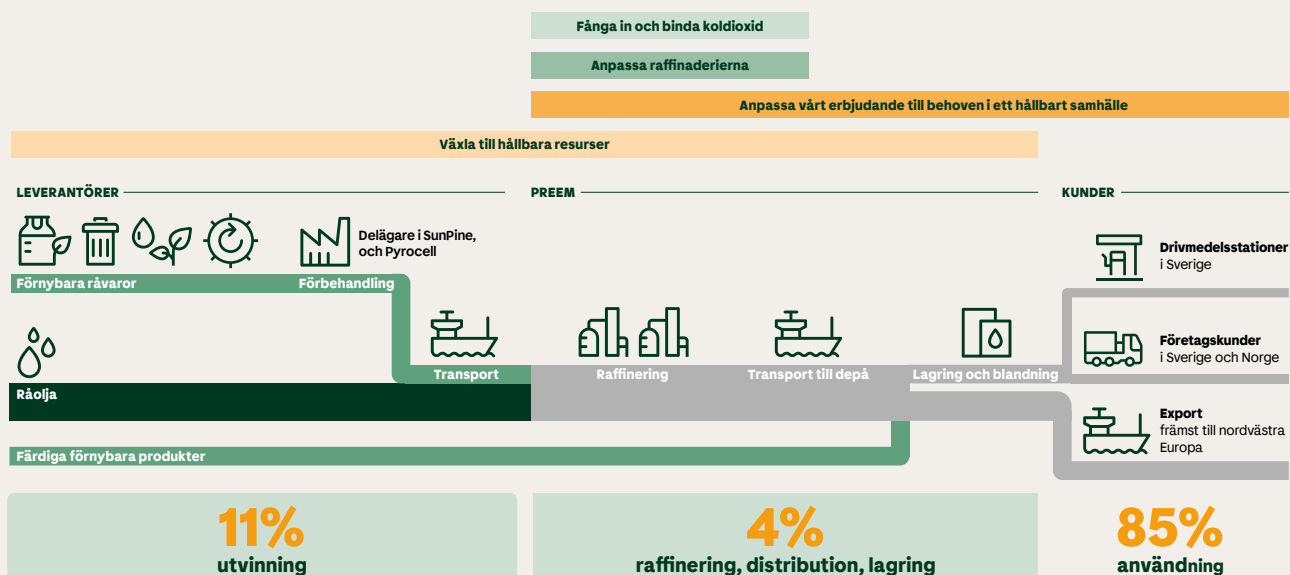 Fånga in och binda koldioxid
Anpassa raffinaderierna
Anpassa vårt erbjudande till behoven i ett hållbart samhälle
Växla till hållbara resurser
LEVERANTÖRER
PREEM
KUNDER
Delägare i SunPine,
och Pyrocell
Drivmedelsstationer
i Sverige
Förnybara råvaror
Förbehandling
Företagskunder
i Sverige och Norge
Transport
Raffinering
Transport till depå
Lagring och blandning
Råolja
Export
främst till nordvästra
Europa
Färdiga förnybara produkter
11%
utvinning
4%
raffinering, distribution, lagring
85%
användning